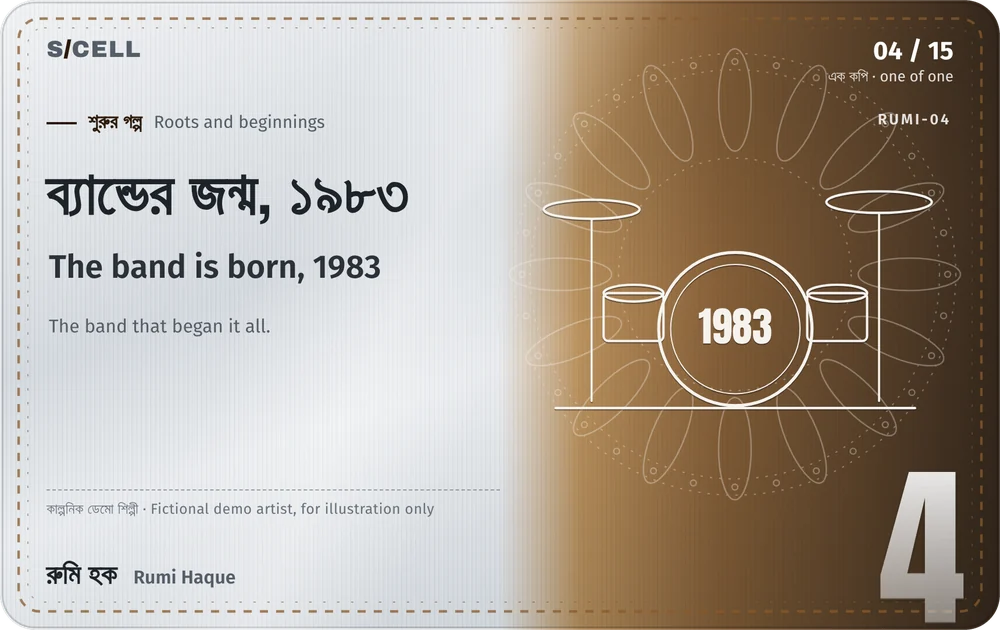 S/CELL
04 / 15
এক কপি · one of one
RUMI-04
শুরুর গল্প Roots and beginnings
ব্যান্ডের জন্ম, ১৯৮৩
The band is born, 1983
The band that began it all.
1983
কাল্পনিক ডেমো শিল্পী · Fictional demo artist, for illustration only
রুমি হক Rumi Haque
4